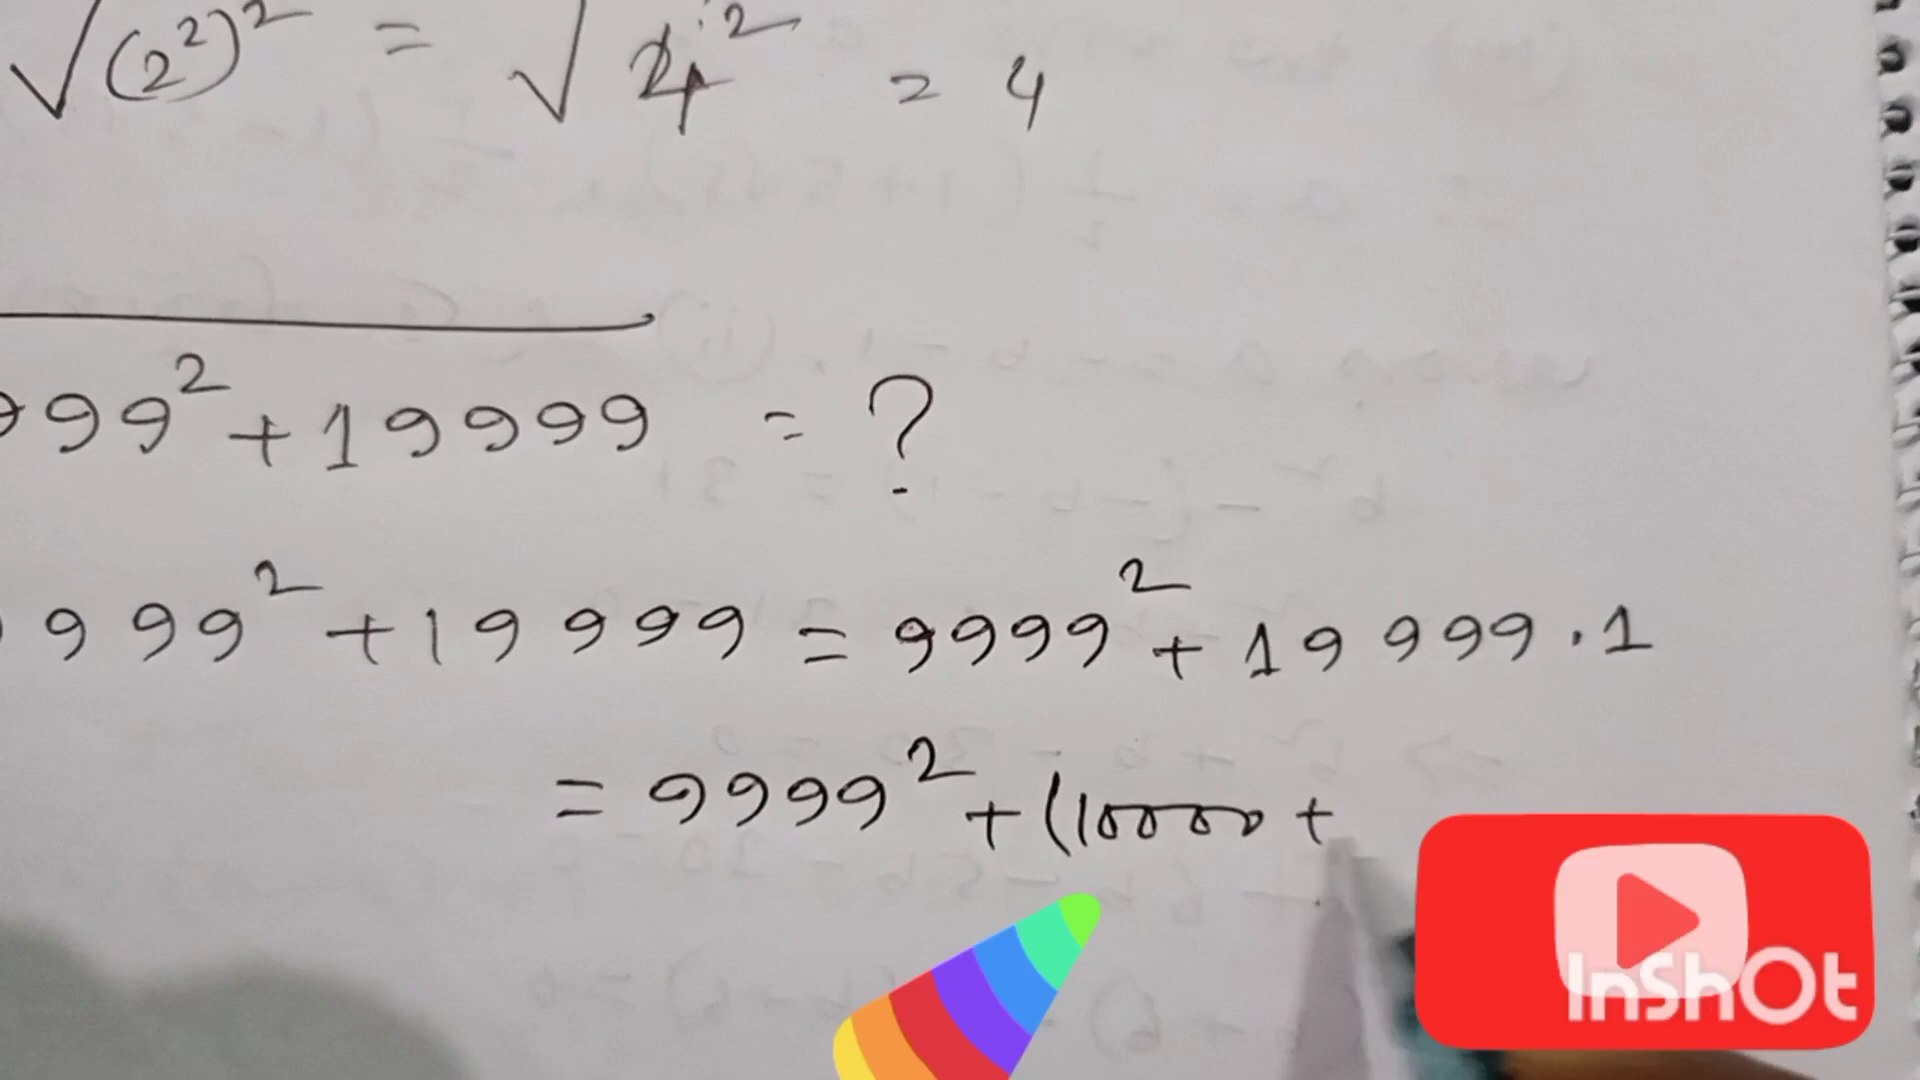 √(2²)² = √4² = 4
999² + 19999 = ?
999² + 19999 = 9999² + 19999.1
= 9999² + (10000 +
InShOt